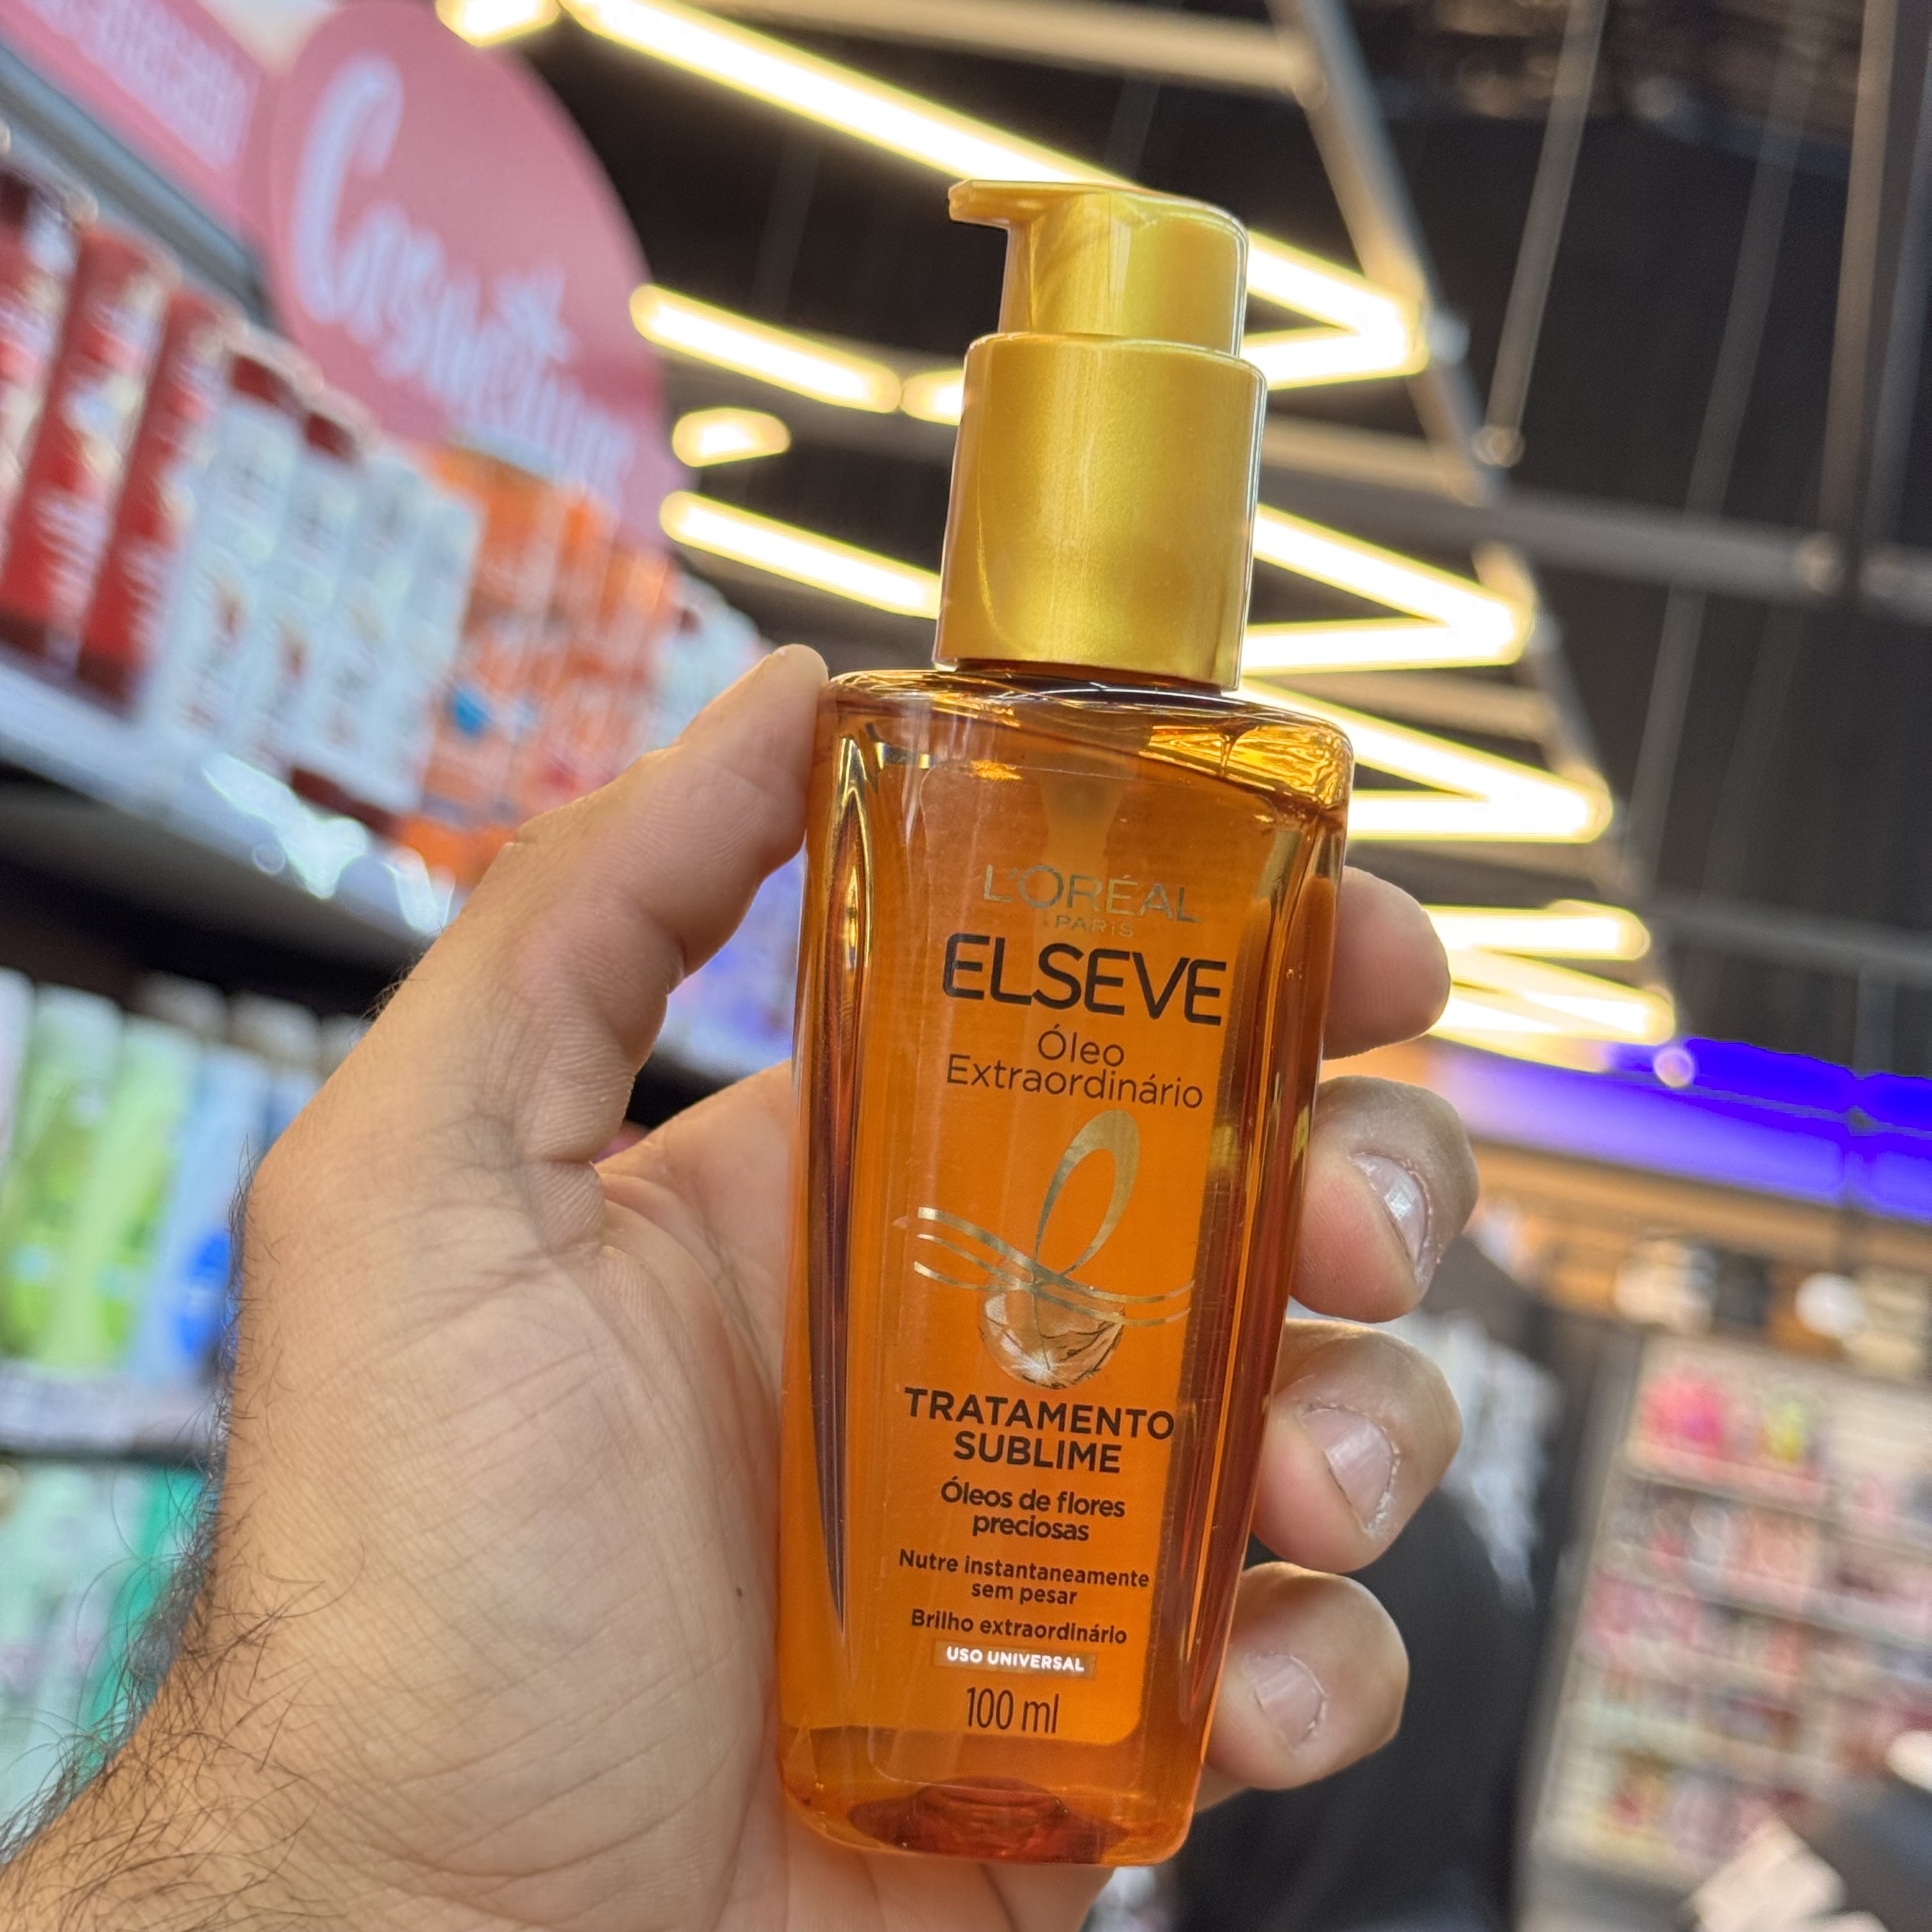 L'ORÉAL
PARIS
ELSEVE
Óleo
Extraordinário
TRATAMENTO
SUBLIME
Óleos de flores
preciosas
Nutre instantaneamente
sem pesar
Brilho extraordinário
USO UNIVERSAL
100 ml